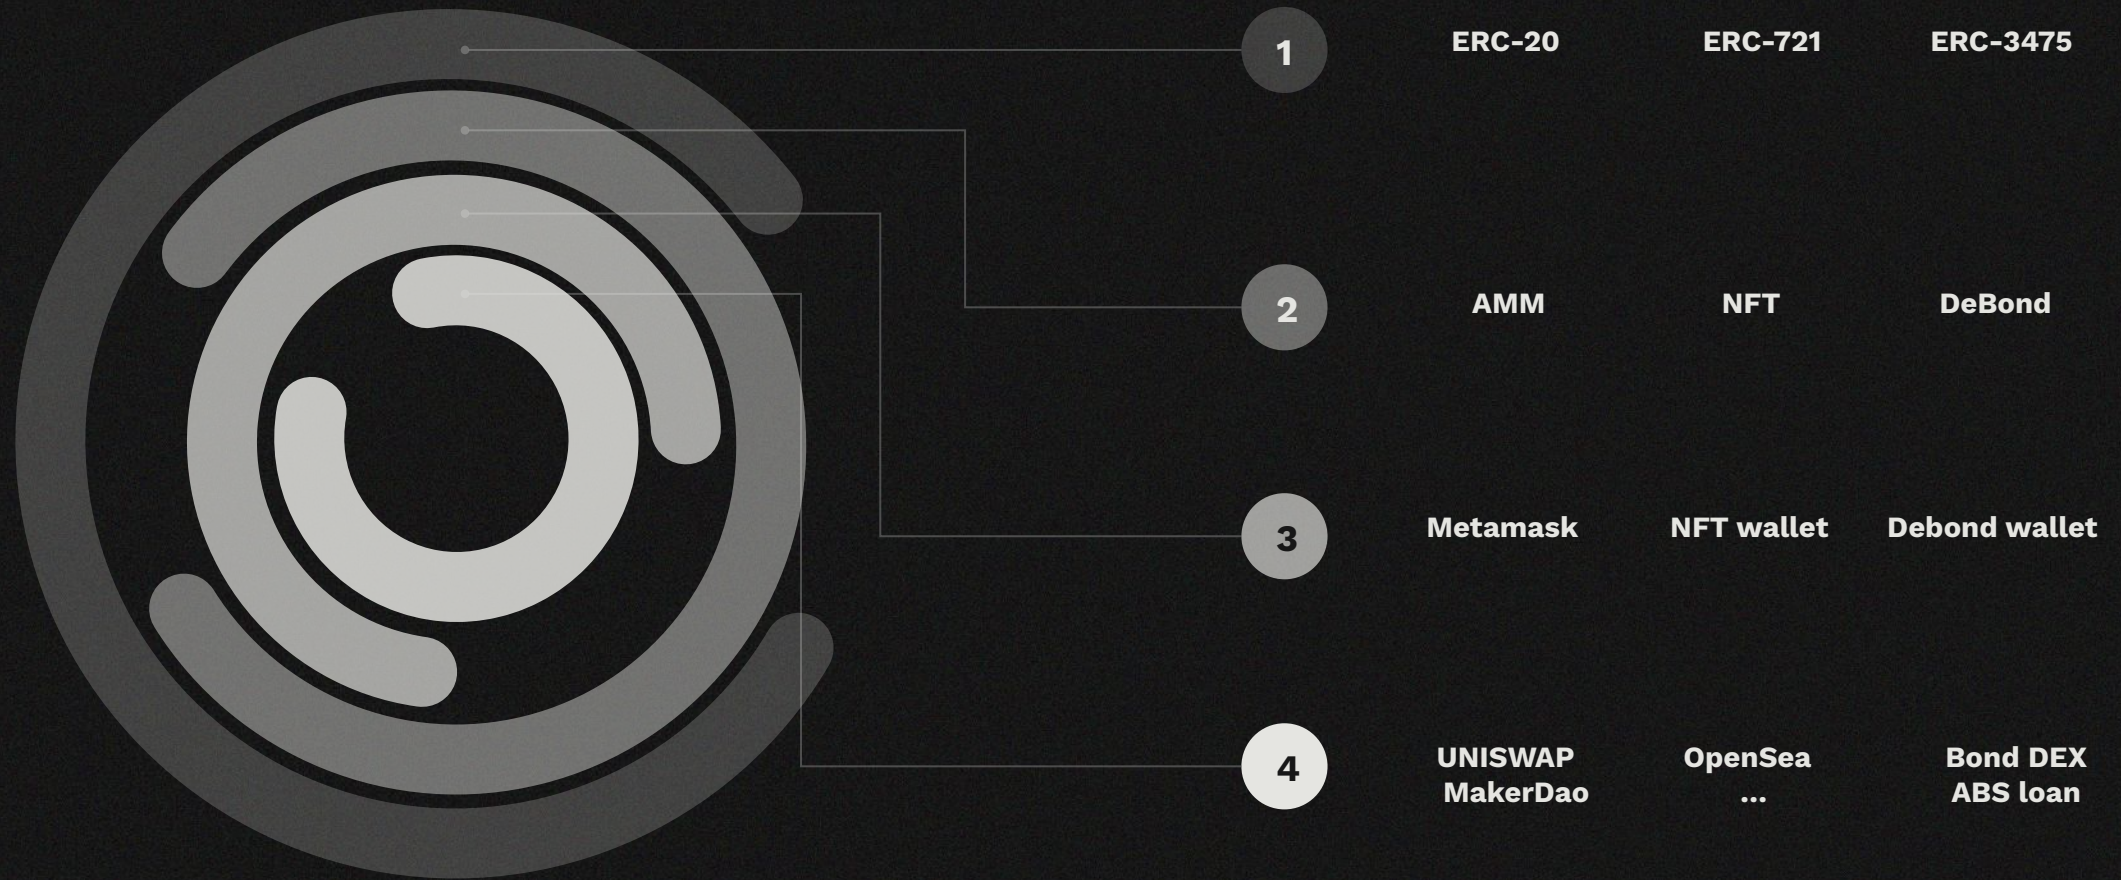 1 ERC-20 ERC-721 ERC-3475
2 AMM NFT DeBond
3 Metamask NFT wallet Debond wallet
4 UNISWAP OpenSea Bond DEX
MakerDao ... ABS loan